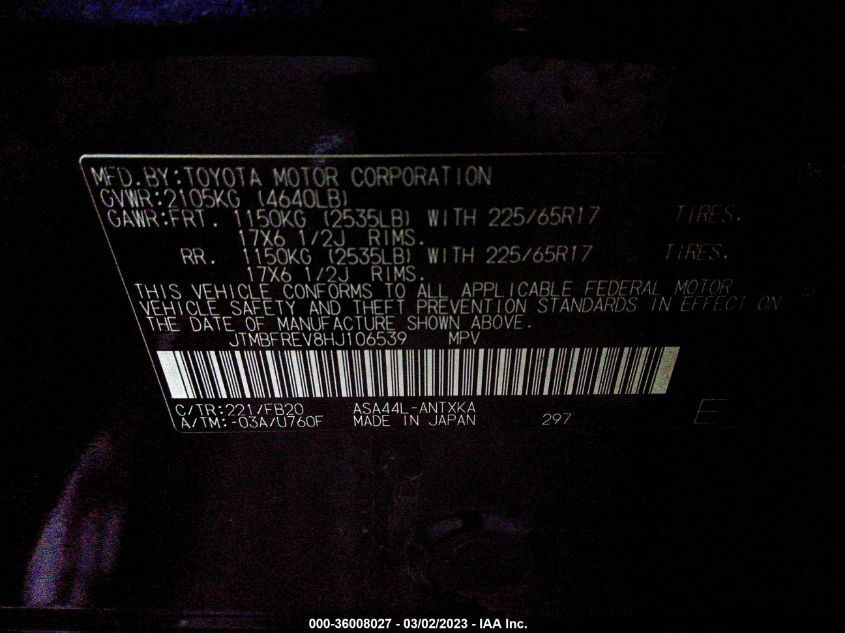 MFD.BY:TOYOTA MOTOR CORPORATION
GVWR:2105KG (4640LB)
GAWR:FRT. 1150KG (2535LB) WITH 225/65R17 TIRES.
17X6 1/2J RIMS.
RR. 1150KG (2535LB) WITH 225/65R17 TIRES.
17X6 1/2J RIMS.
THIS VEHICLE CONFORMS TO ALL APPLICABLE FEDERAL MOTOR
VEHICLE SAFETY AND THEFT PREVENTION STANDARDS IN EFFECT ON
THE DATE OF MANUFACTURE SHOWN ABOVE.
JTMBFREV8HJ106539 MPV
C/TR:221/FB20 ASA44L-ANTXKA
A/TM:-03A/U760F MADE IN JAPAN 297 E
000-36008027 - 03/02/2023 - IAA Inc.